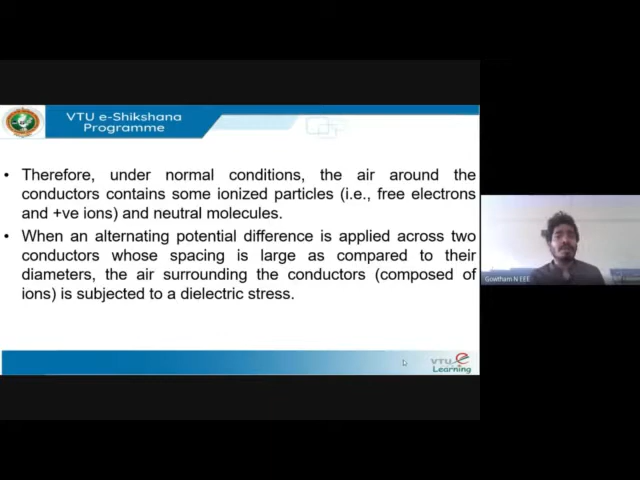 VTU e-Shikshana
Programme
• Therefore, under normal conditions, the air around the
conductors contains some ionized particles (i.e., free electrons
and +ve ions) and neutral molecules.
• When an alternating potential difference is applied across two
conductors whose spacing is large as compared to their
diameters, the air surrounding the conductors (composed of
ions) is subjected to a dielectric stress.
Gowtham N EEE
VTU e
Learning